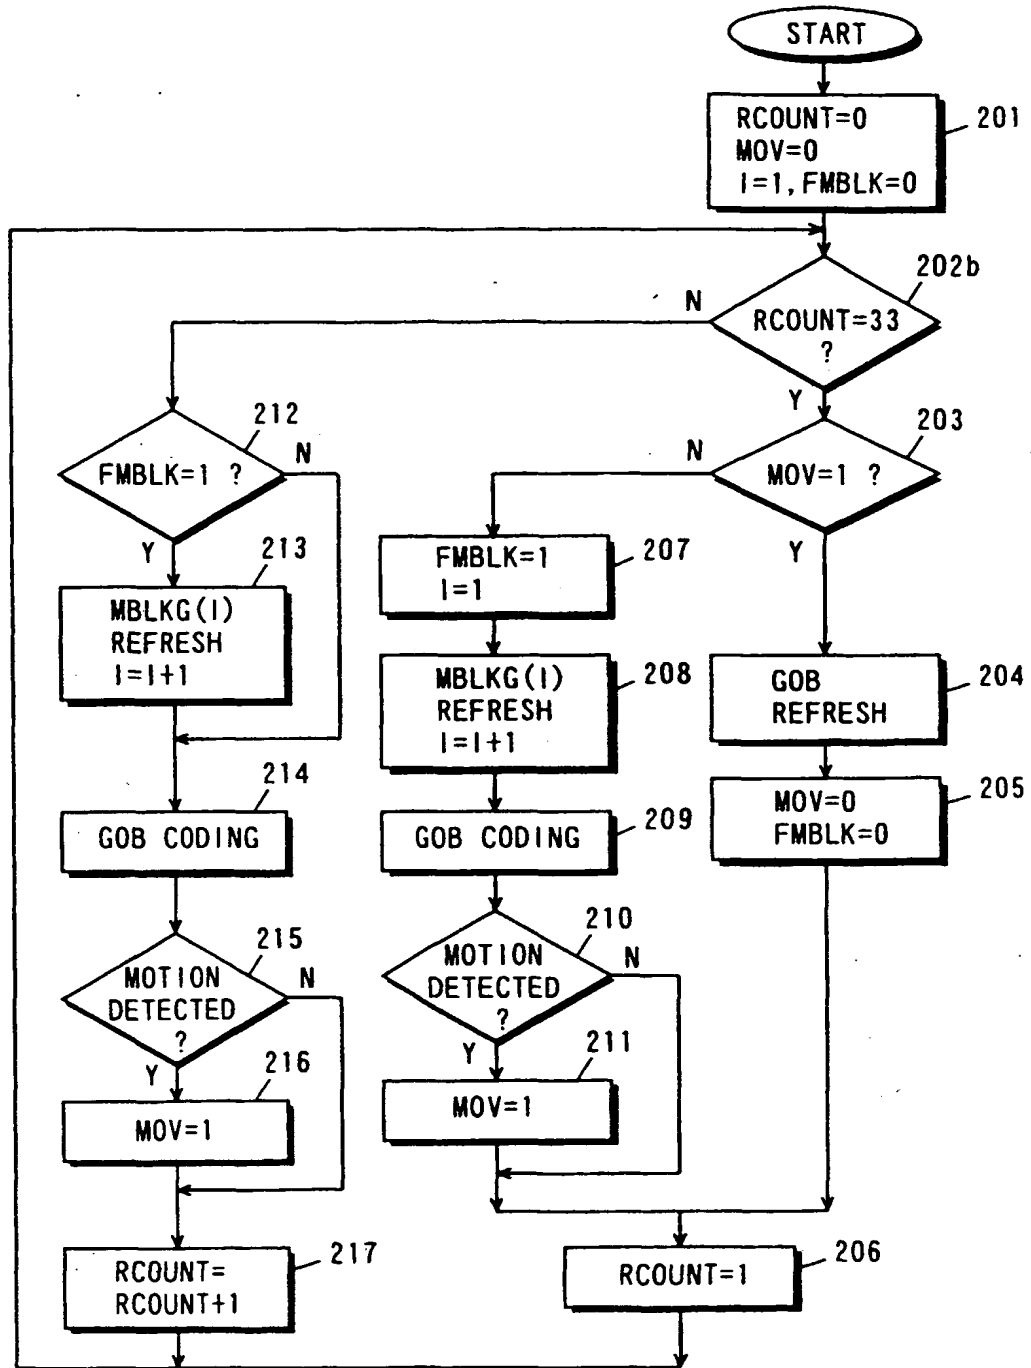 START
RCOUNT=0
MOV=0
I=1, FMBLK=0
201
202b
N
RCOUNT=33
?
Y
212
203
FMBLK=1 ?
N
N
MOV=1 ?
Y
213
FMBLK=1
I=1
207
Y
MBLKG(I)
REFRESH
I=I+1
MBLKG(I)
REFRESH
I=I+1
208
GOB
REFRESH
204
214
GOB CODING
GOB CODING
209
MOV=0
FMBLK=0
205
215
MOTION
DETECTED
?
N
Y
210
MOTION
DETECTED
?
N
Y
216
MOV=1
211
MOV=1
RCOUNT=
RCOUNT+1
217
RCOUNT=1
206